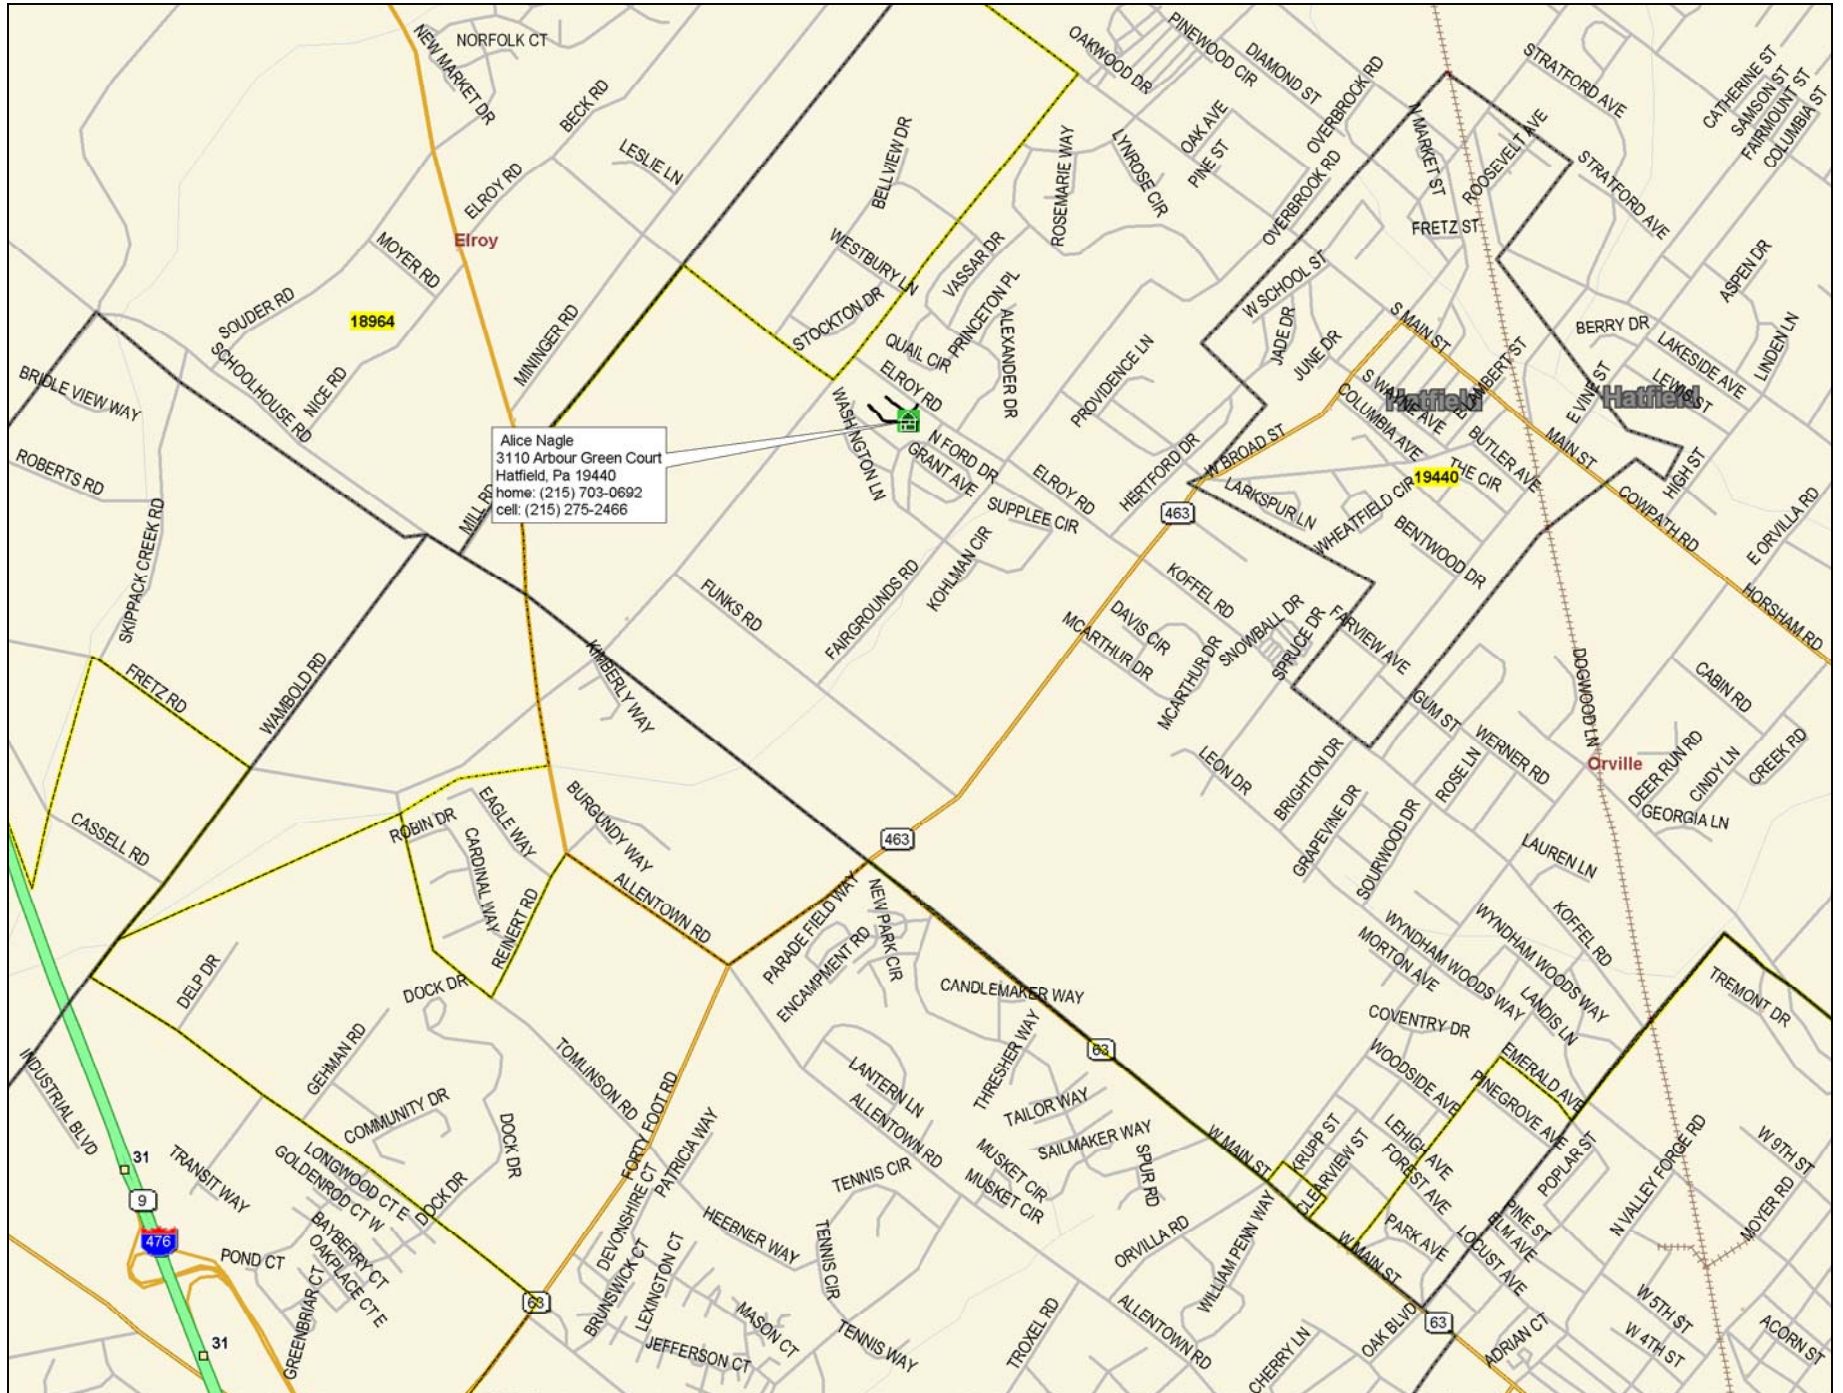 NORFOLK CT
NEW MARKET DR
BECK RD
LESLIE LN
ELROY RD
Elroy
MOYER RD
18964
SOUDER RD
SCHOOLHOUSE RD
NICE RD
MININGER RD
BRIDLE VIEW WAY
ROBERTS RD
SKIPPACK CREEK RD
MILL RD
OAKWOOD DR
PINEWOOD CIR
DIAMOND ST
OVERBROOK RD
OAK AVE
PINE ST
OVERBROOK RD
OVERBROOK RD
LYNROSE CIR
ROSEMARIE WAY
BELLVIEW DR
WESTBURY LN
STOCKTON DR
VASSAR DR
PRINCETON PL
QUAIL CIR
ALEXANDER DR
ELROY RD
PROVIDENCE LN
STRATFORD AVE
CATHERINE ST
SAMSON ST
FAIRMOUNT ST
COLUMBIA ST
N MARKET ST
ROOSEVELT AVE
STRATFORD AVE
FRETZ ST
ASPEN DR
W SCHOOL ST
JADE DR
JUNE DR
S MAIN ST
BERRY DR
LAKESIDE AVE
LINDEN LN
LEWIS ST
E VINE ST
LAMBERT ST
S WAYNE AVE
COLUMBIA AVE
Hatfield
Hatfield
BUTLER AVE
MAIN ST
THE CIR
19440
HIGH ST
COWPATH RD
E ORVILLA RD
HORSHAM RD
W BROAD ST
HERTFORD DR
LARKSPUR LN
WHEATFIELD CIR
BENTWOOD DR
463
WASHINGTON LN
N FORD DR
GRANT AVE
ELROY RD
SUPPLEE CIR
KOHLMAN CIR
FAIRGROUNDS RD
FUNKS RD
KIMBERLY WAY
Alice Nagle
3110 Arbour Green Court
Hatfield, Pa 19440
home: (215) 703-0692
cell: (215) 275-2466
KOFFEL RD
DAVIS CIR
MCARTHUR DR
MCARTHUR DR
SNOWBALL DR
SPRUCE DR
FARVIEW AVE
GUM ST
WERNER RD
DOGWOOD LN
CABIN RD
Orville
DEER RUN RD
CINDY LN
CREEK RD
GEORGIA LN
LEON DR
BRIGHTON DR
GRAPEVINE DR
SOURWOOD DR
ROSE LN
LAUREN LN
FRETZ RD
WAMBOLD RD
CASSELL RD
ROBIN DR
EAGLE WAY
CARDINAL WAY
BURGUNDY WAY
REINERT RD
ALLENTOWN RD
463
PARADE FIELD WAY
NEW PARK CIR
ENCAMPMENT RD
CANDLEMAKER WAY
63
THRESHER WAY
TAILOR WAY
SAILMAKER WAY
SPUR RD
WYNDHAM WOODS WAY
WYNDHAM WOODS WAY
MORTON AVE
KOFFEL RD
LANDIS LN
COVENTRY DR
WOODSIDE AVE
EMERALD AVE
PINEGROVE AVE
TREMONT DR
DELP DR
DOCK DR
GEHMAN RD
TOMLINSON RD
COMMUNITY DR
DOCK DR
DOCK DR
INDUSTRIAL BLVD
31
9
476
31
TRANSIT WAY
LONGWOOD CT E
GOLDENROD CT W
BAYBERRY CT
OAKPLACE CT E
POND CT
GREENBRIAR CT
FORTY FOOT RD
PATRICIA WAY
DEVONSHIRE CT
BRUNSWICK CT
LEXINGTON CT
JEFFERSON CT
MASON CT
HEEBNER WAY
63
LANTERN LN
ALLENTOWN RD
TENNIS CIR
TENNIS CIR
TENNIS WAY
MUSKET CIR
MUSKET CIR
W MAIN ST
KRUPP ST
CLEARVIEW ST
LEHIGH AVE
FOREST AVE
PARK AVE
W MAIN ST
ORVILLA RD
WILLIAM PENN WAY
ALLENTOWN RD
TROXEL RD
CHERRY LN
OAK BLVD
63
ADRIAN CT
LOCUST AVE
ELM AVE
PINE ST
POPLAR ST
N VALLEY FORGE RD
W 9TH ST
MOYER RD
W 5TH ST
W 4TH ST
ACORN ST